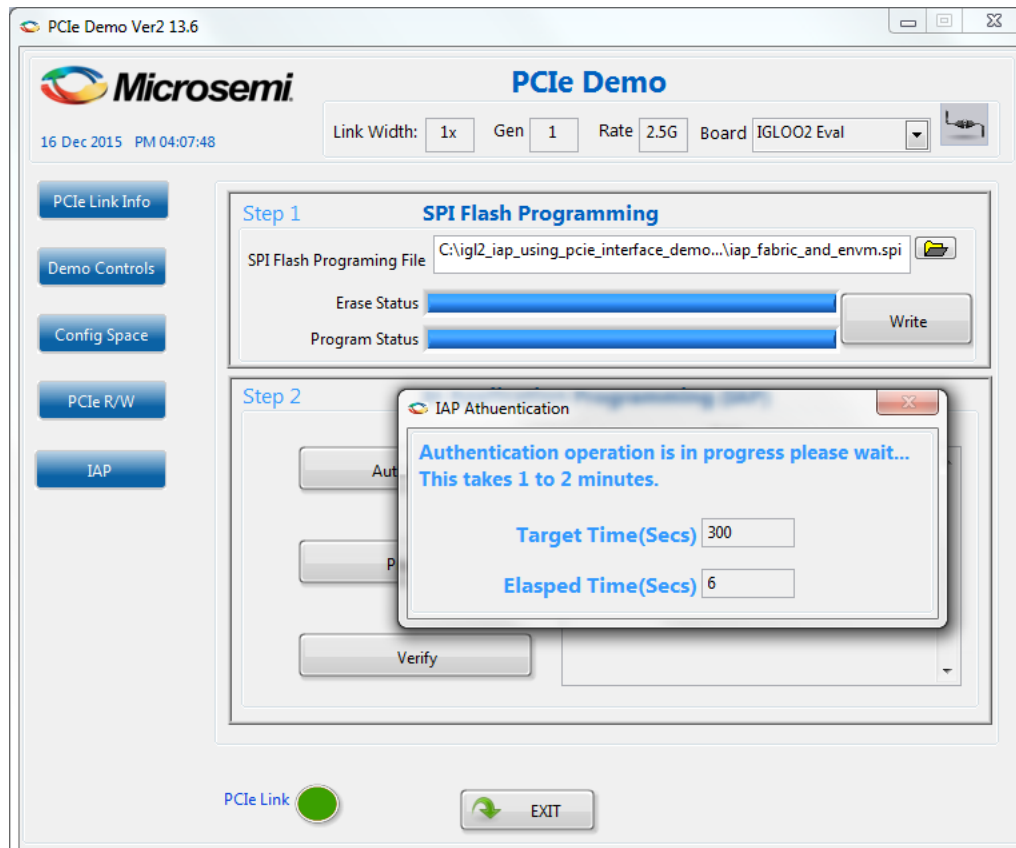 PCIe Demo Ver2 13.6
Microsemi.
PCIe Demo
16 Dec 2015 PM 04:07:48
Link Width: 1x Gen 1 Rate 2.5G Board IGLOO2 Eval
PCIe Link Info
Demo Controls
Config Space
PCIe R/W
IAP
Step 1 SPI Flash Programming
SPI Flash Programing File C:\igl2_iap_using_pcie_interface_demo...\iap_fabric_and_envm.spi
Erase Status
Program Status
Write
Step 2
Aut
P
Verify
IAP Athuentication
Authentication operation is in progress please wait...
This takes 1 to 2 minutes.
Target Time(Secs) 300
Elasped Time(Secs) 6
PCIe Link
EXIT